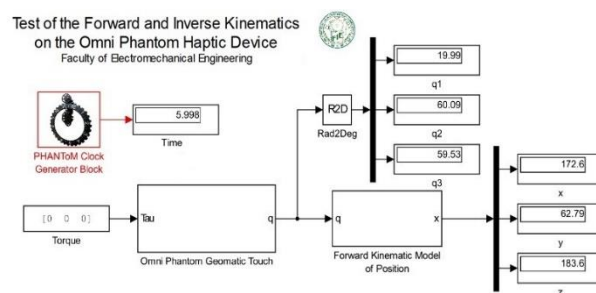 Test of the Forward and Inverse Kinematics
on the Omni Phantom Haptic Device
Faculty of Electromechanical Engineering
19.99
q1
5.998
Time
R2D
Rad2Deg
60.09
q2
PHANToM Clock
Generator Block
59.53
q3
172.6
x
[0 0 0]
Torque
Tau
q
Omni Phantom Geomatic Touch
q
x
Forward Kinematic Model
of Position
62.79
y
183.6